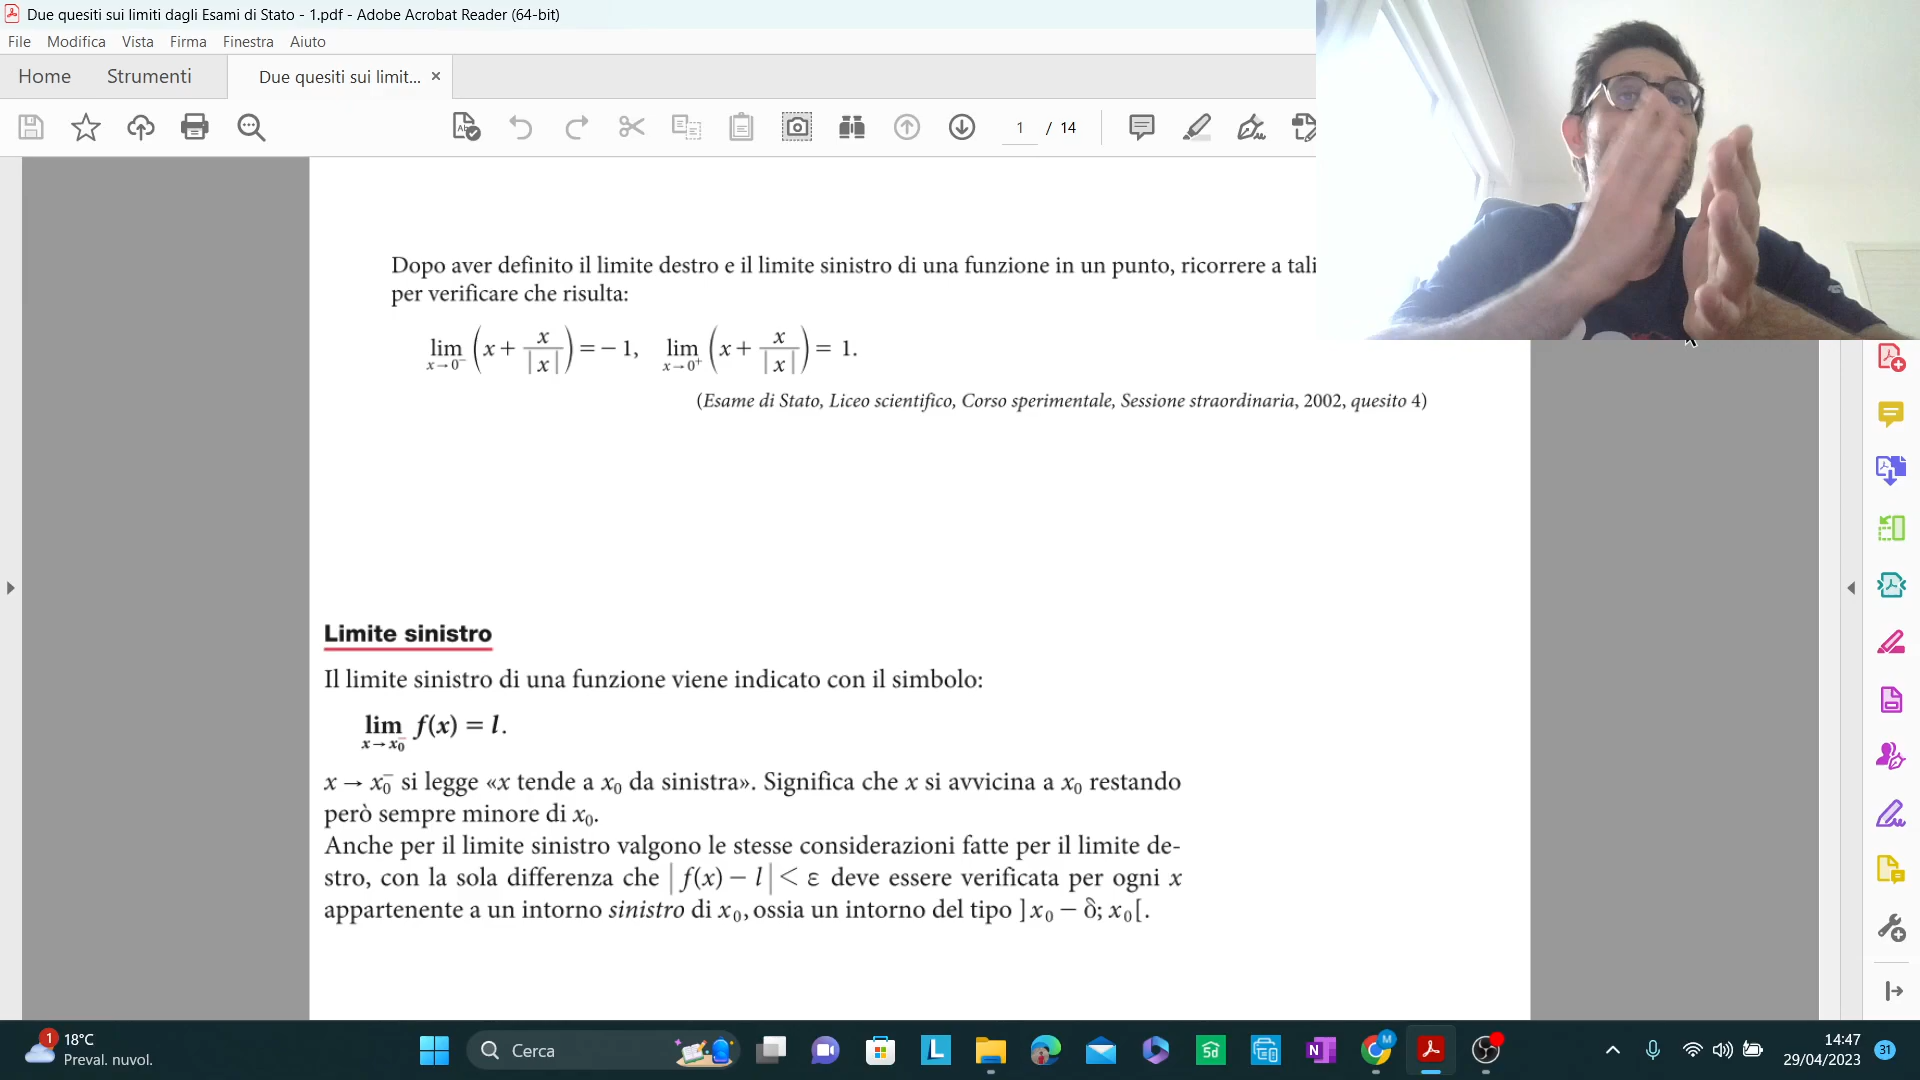 Due quesiti sui limiti dagli Esami di Stato - 1.pdf - Adobe Acrobat Reader (64-bit)
File Modifica Vista Firma Finestra Aiuto
Home Strumenti Due quesiti sui limit... ×
1 / 14
Dopo aver definito il limite destro e il limite sinistro di una funzione in un punto, ricorrere a tali
per verificare che risulta:
lim x→0⁻ (x + x/|x|) = − 1, lim x→0⁺ (x + x/|x|) = 1.
(Esame di Stato, Liceo scientifico, Corso sperimentale, Sessione straordinaria, 2002, quesito 4)
Limite sinistro
Il limite sinistro di una funzione viene indicato con il simbolo:
lim x→x₀⁻ f(x) = l.
x → x₀⁻ si legge «x tende a x₀ da sinistra». Significa che x si avvicina a x₀ restando
però sempre minore di x₀.
Anche per il limite sinistro valgono le stesse considerazioni fatte per il limite de-
stro, con la sola differenza che |f(x) − l| < ε deve essere verificata per ogni x
appartenente a un intorno sinistro di x₀, ossia un intorno del tipo ]x₀ − δ; x₀[.
1
18°C
Preval. nuvol.
Cerca
M
14:47
29/04/2023
31